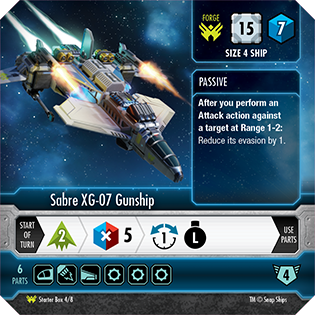 FORGE
15
7
SIZE 4 SHIP
PASSIVE
After you perform an
Attack action against
a target at Range 1-2:
Reduce its evasion by 1.
Sabre XG-07 Gunship
START
OF
TURN
2
5
1
L
USE
PARTS
6
PARTS
4
Starter Box 4/8
TM © Snap Ships